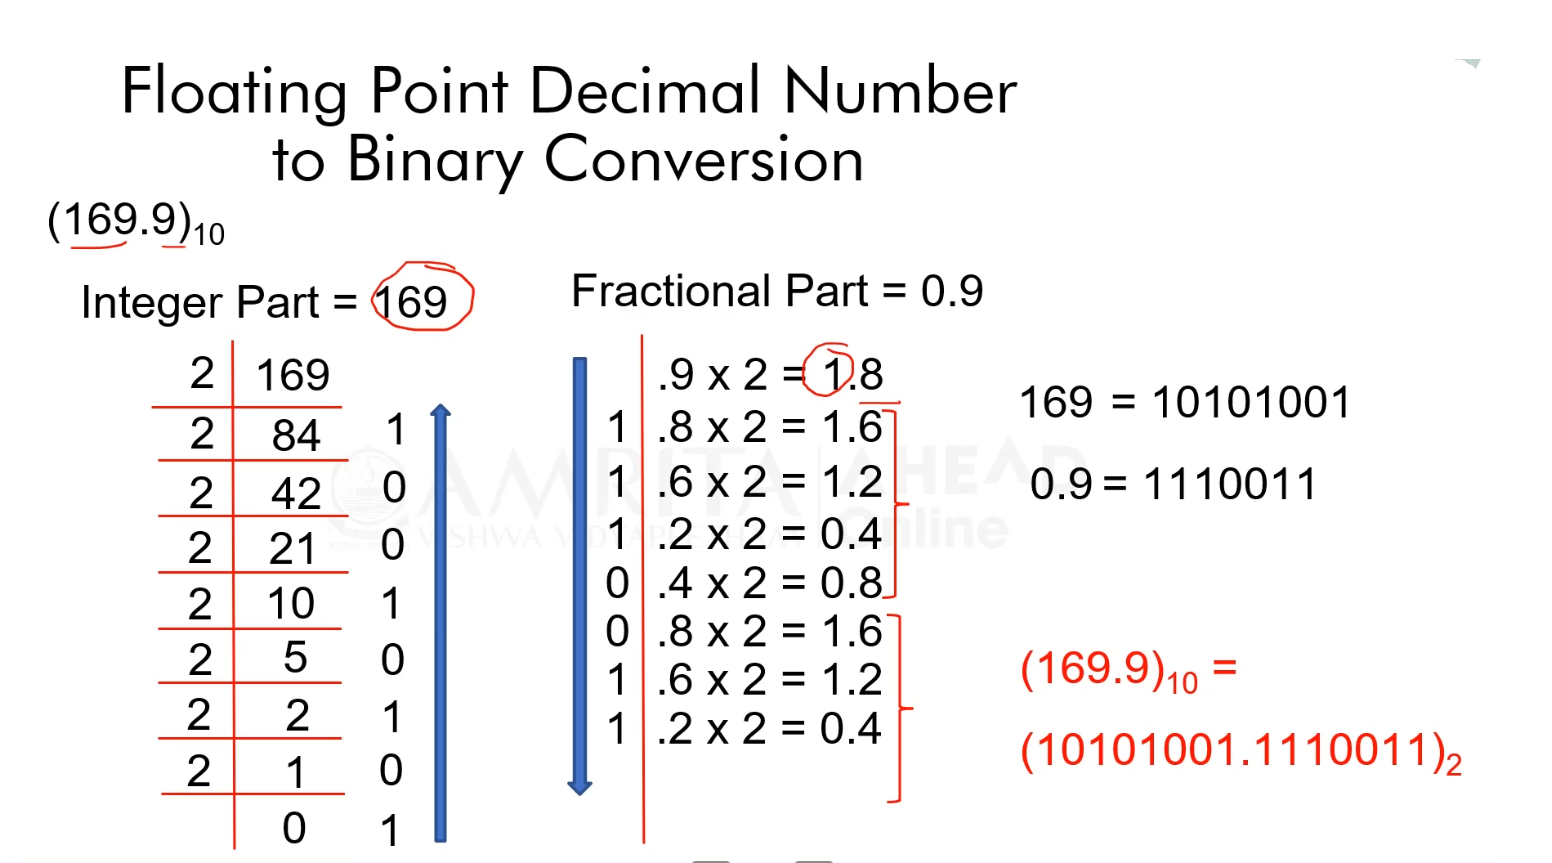 Floating Point Decimal Number
to Binary Conversion
(169.9)10
Integer Part = 169
2 169
2 84 1
2 42 0
2 21 0
2 10 1
2 5 0
2 2 1
2 1 0
0 1
Fractional Part = 0.9
.9 x 2 = 1.8
1 .8 x 2 = 1.6
1 .6 x 2 = 1.2
1 .2 x 2 = 0.4
0 .4 x 2 = 0.8
0 .8 x 2 = 1.6
1 .6 x 2 = 1.2
1 .2 x 2 = 0.4
169 = 10101001
0.9 = 1110011
(169.9)10 =
(10101001.1110011)2
AMRITA AHEAD
VISHWA VIDYAPEETHAM Online